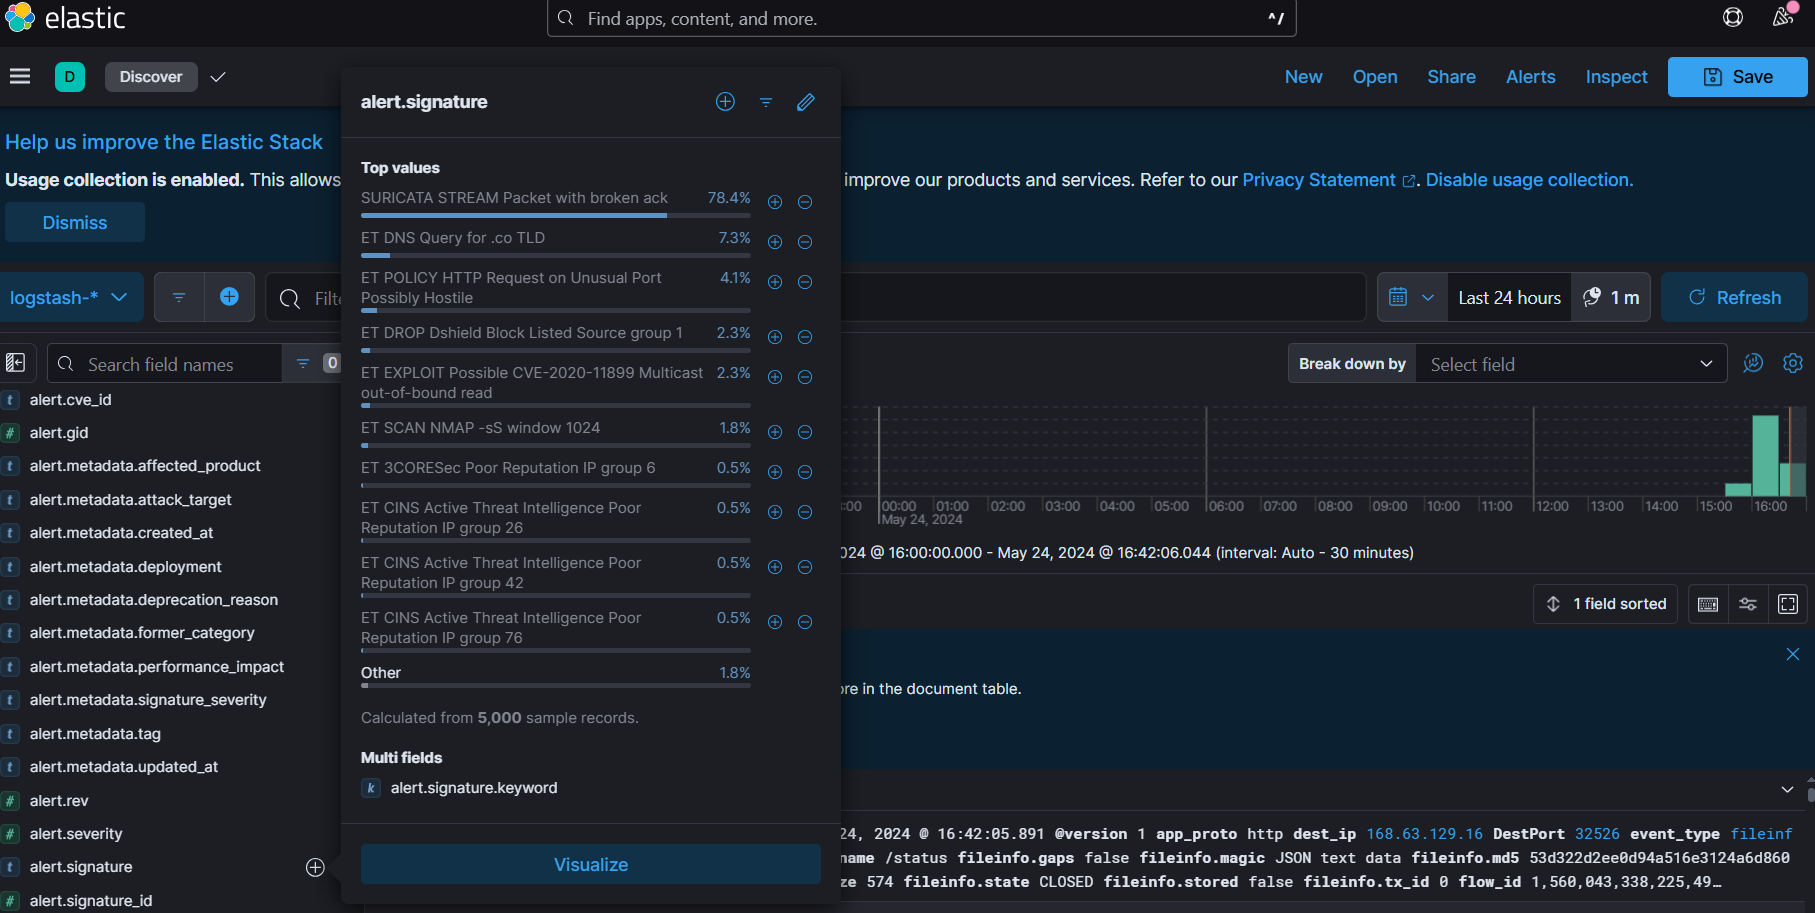 elastic
Find apps, content, and more.
^/
D
Discover
New
Open
Share
Alerts
Inspect
Save
Help us improve the Elastic Stack
Usage collection is enabled. This allows
improve our products and services. Refer to our Privacy Statement. Disable usage collection.
Dismiss
logstash-*
Filte
Last 24 hours
1 m
Refresh
Search field names
0
Break down by
Select field
alert.cve_id
alert.gid
alert.metadata.affected_product
alert.metadata.attack_target
alert.metadata.created_at
alert.metadata.deployment
alert.metadata.deprecation_reason
alert.metadata.former_category
alert.metadata.performance_impact
alert.metadata.signature_severity
alert.metadata.tag
alert.metadata.updated_at
alert.rev
alert.severity
alert.signature
alert.signature_id
alert.signature
Top values
SURICATA STREAM Packet with broken ack 78.4%
ET DNS Query for .co TLD 7.3%
ET POLICY HTTP Request on Unusual Port 4.1%
Possibly Hostile
ET DROP Dshield Block Listed Source group 1 2.3%
ET EXPLOIT Possible CVE-2020-11899 Multicast 2.3%
out-of-bound read
ET SCAN NMAP -sS window 1024 1.8%
ET 3CORESec Poor Reputation IP group 6 0.5%
ET CINS Active Threat Intelligence Poor 0.5%
Reputation IP group 26
ET CINS Active Threat Intelligence Poor 0.5%
Reputation IP group 42
ET CINS Active Threat Intelligence Poor 0.5%
Reputation IP group 76
Other 1.8%
Calculated from 5,000 sample records.
Multi fields
k alert.signature.keyword
Visualize
:00 00:00 01:00 02:00 03:00 04:00 05:00 06:00 07:00 08:00 09:00 10:00 11:00 12:00 13:00 14:00 15:00 16:00
May 24, 2024
024 @ 16:00:00.000 - May 24, 2024 @ 16:42:06.044 (interval: Auto - 30 minutes)
1 field sorted
ore in the document table.
24, 2024 @ 16:42:05.891 @version 1 app_proto http dest_ip 168.63.129.16 DestPort 32526 event_type fileinf
name /status fileinfo.gaps false fileinfo.magic JSON text data fileinfo.md5 53d322d2ee0d94a516e3124a6d860
ze 574 fileinfo.state CLOSED fileinfo.stored false fileinfo.tx_id 0 flow_id 1,560,043,338,225,49…